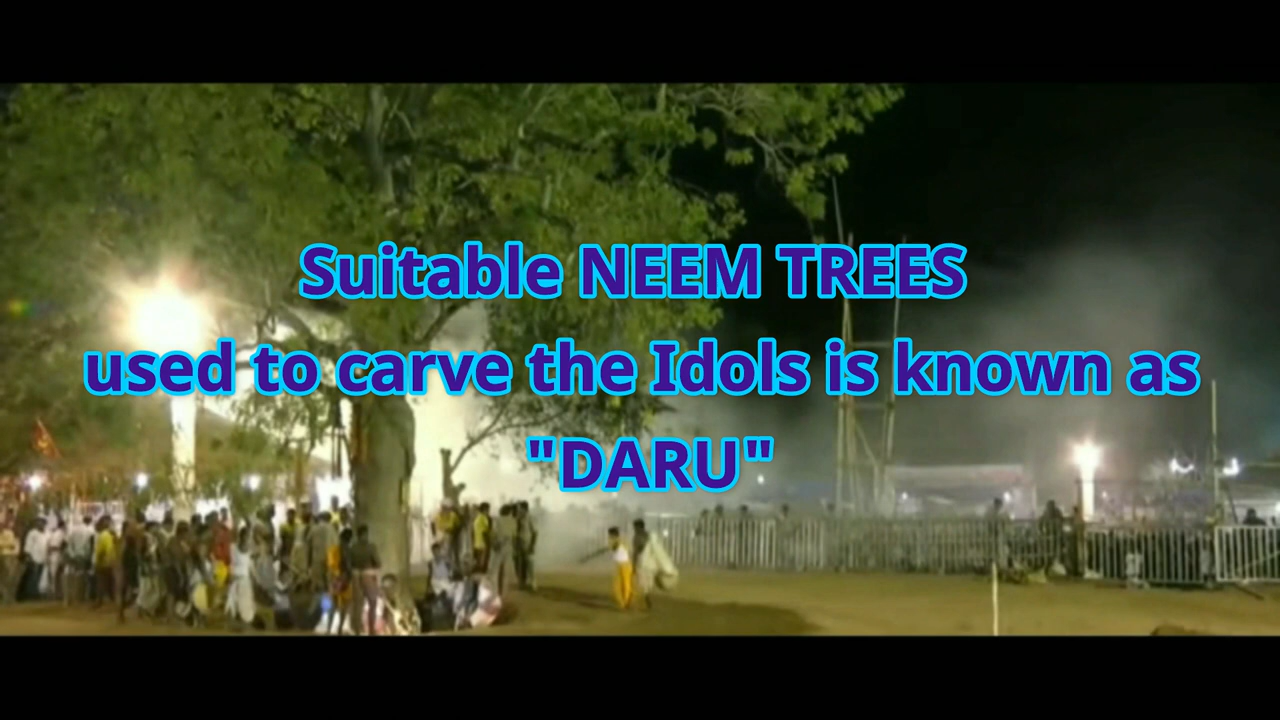 Suitable NEEM TREES
used to carve the Idols is known as
"DARU"